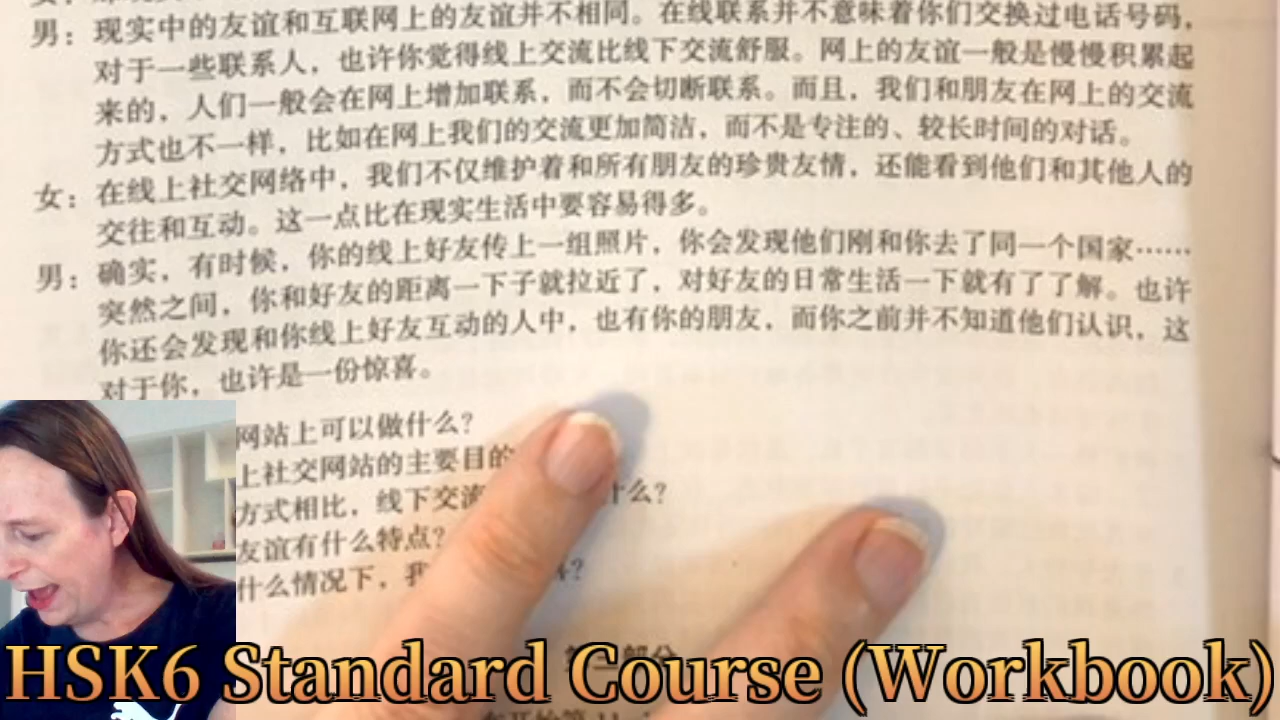 男：现实中的友谊和互联网上的友谊并不相同。在线联系并不意味着你们交换过电话号码，
对于一些联系人，也许你觉得线上交流比线下交流舒服。网上的友谊一般是慢慢积累起
来的，人们一般会在网上增加联系，而不会切断联系。而且，我们和朋友在网上的交流
方式也不一样，比如在网上我们的交流更加简洁，而不是专注的、较长时间的对话。
女：在线上社交网络中，我们不仅维护着和所有朋友的珍贵友情，还能看到他们和其他人的
交往和互动。这一点比在现实生活中要容易得多。
男：确实，有时候，你的线上好友传上一组照片，你会发现他们刚和你去了同一个国家……
突然之间，你和好友的距离一下子就拉近了，对好友的日常生活一下就有了了解。也许
你还会发现和你线上好友互动的人中，也有你的朋友，而你之前并不知道他们认识，这
对于你，也许是一份惊喜。
网站上可以做什么？
上社交网站的主要目的
方式相比，线下交流 什么？
友谊有什么特点？
什么情况下，我
HSK6 Standard Course (Workbook)